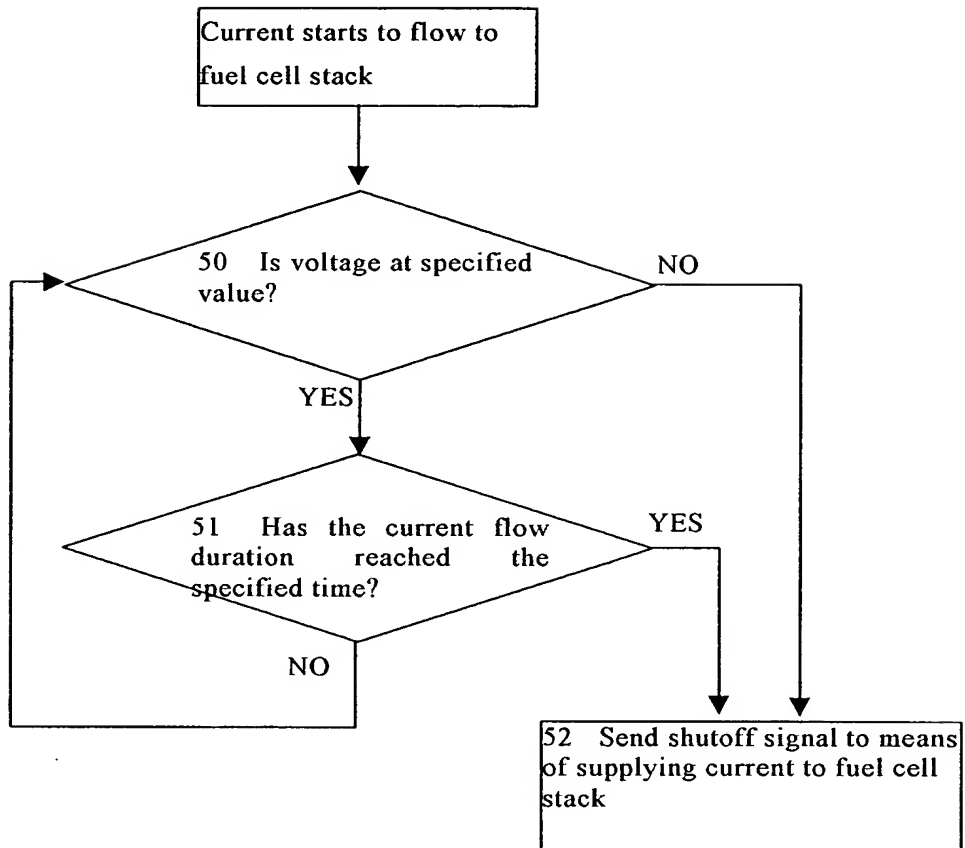 Current starts to flow to
fuel cell stack
50 Is voltage at specified
value?
NO
YES
51 Has the current flow
duration reached the
specified time?
YES
NO
52 Send shutoff signal to means
of supplying current to fuel cell
stack